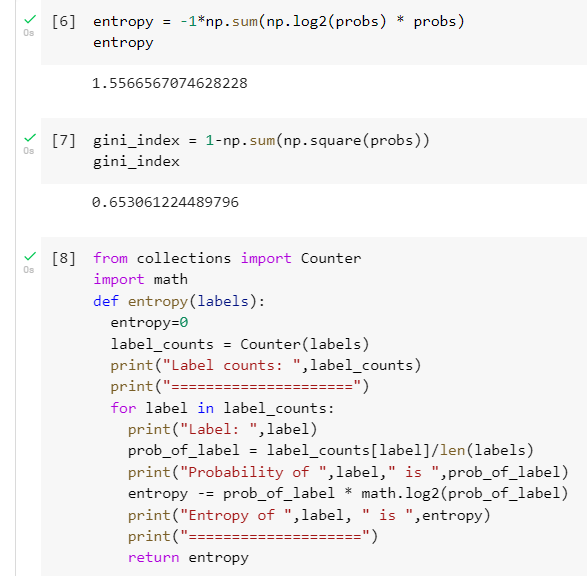 [6] entropy = -1*np.sum(np.log2(probs) * probs)
0s
entropy
1.5566567074628228
[7] gini_index = 1-np.sum(np.square(probs))
0s
gini_index
0.653061224489796
[8] from collections import Counter
0s
import math
def entropy(labels):
entropy=0
label_counts = Counter(labels)
print("Label counts: ",label_counts)
print("=====================")
for label in label_counts:
print("Label: ",label)
prob_of_label = label_counts[label]/len(labels)
print("Probability of ",label," is ",prob_of_label)
entropy -= prob_of_label * math.log2(prob_of_label)
print("Entropy of ",label, " is ",entropy)
print("====================")
return entropy